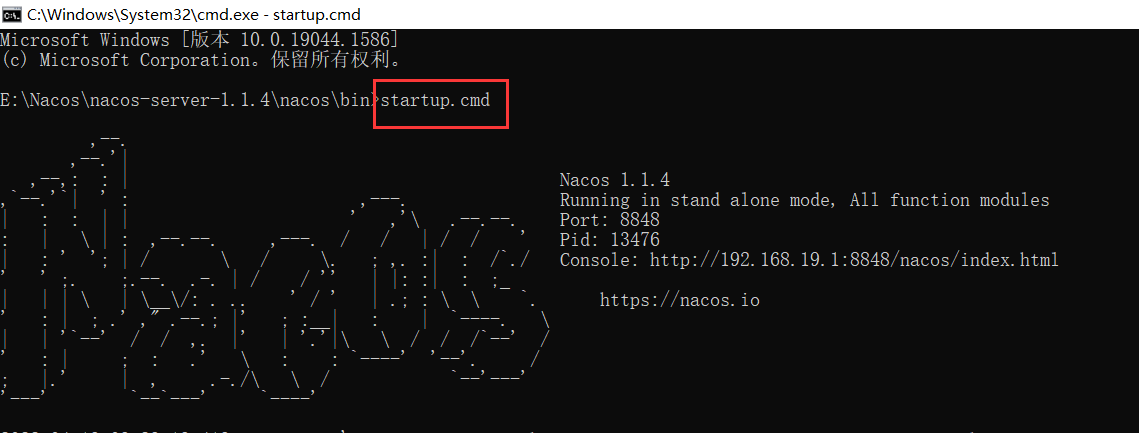 C:\Windows\System32\cmd.exe - startup.cmd
Microsoft Windows [版本 10.0.19044.1586]
(c) Microsoft Corporation。保留所有权利。
E:\Nacos\nacos-server-1.1.4\nacos\bin>startup.cmd
Nacos 1.1.4
Running in stand alone mode, All function modules
Port: 8848
Pid: 13476
Console: http://192.168.19.1:8848/nacos/index.html
https://nacos.io